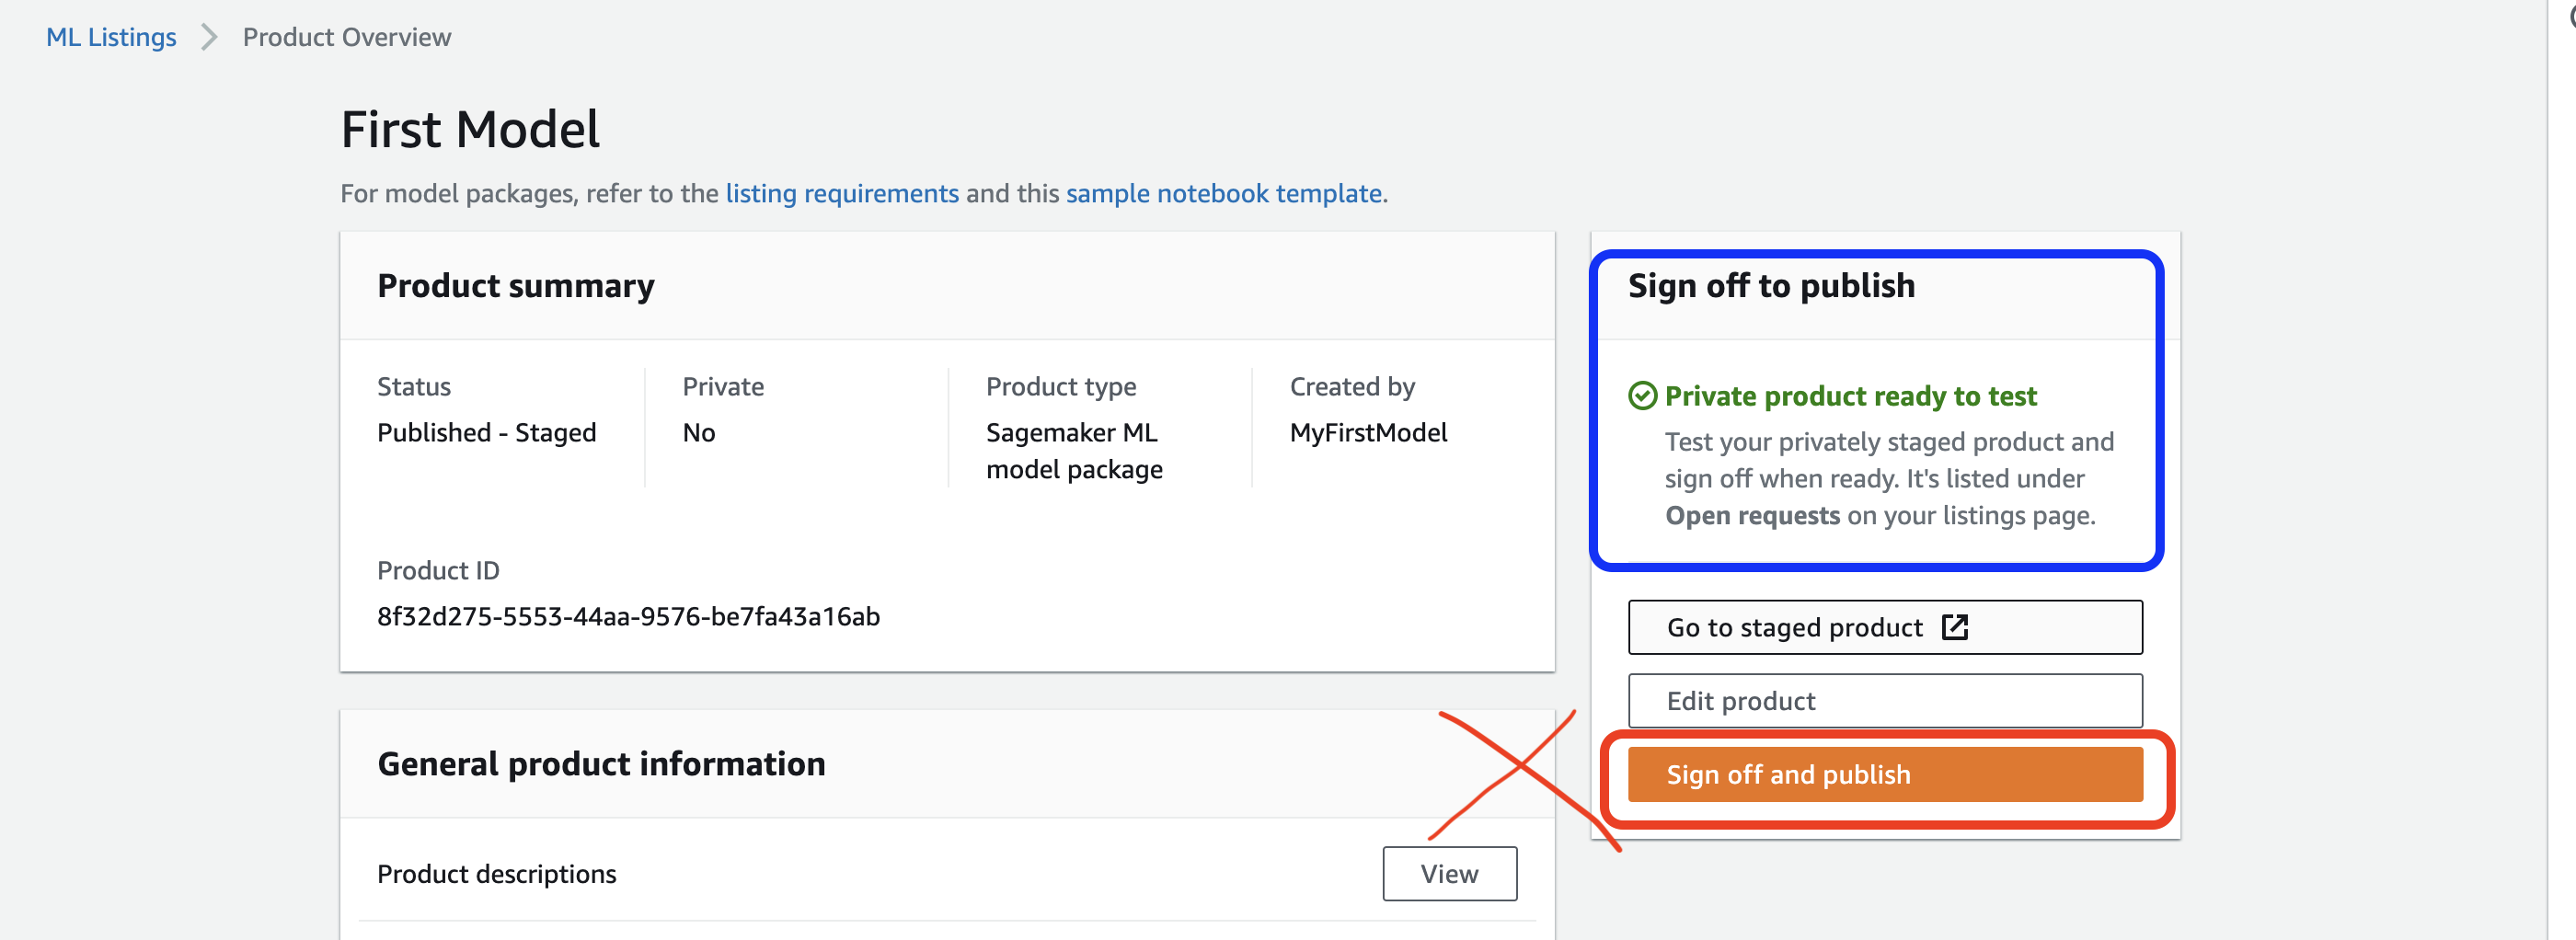 ML Listings > Product Overview
First Model
For model packages, refer to the listing requirements and this sample notebook template.
Product summary
Status
Published - Staged
Private
No
Product type
Sagemaker ML
model package
Created by
MyFirstModel
Product ID
8f32d275-5553-44aa-9576-be7fa43a16ab
General product information
Product descriptions
View
Sign off to publish
Private product ready to test
Test your privately staged product and
sign off when ready. It's listed under
Open requests on your listings page.
Go to staged product
Edit product
Sign off and publish